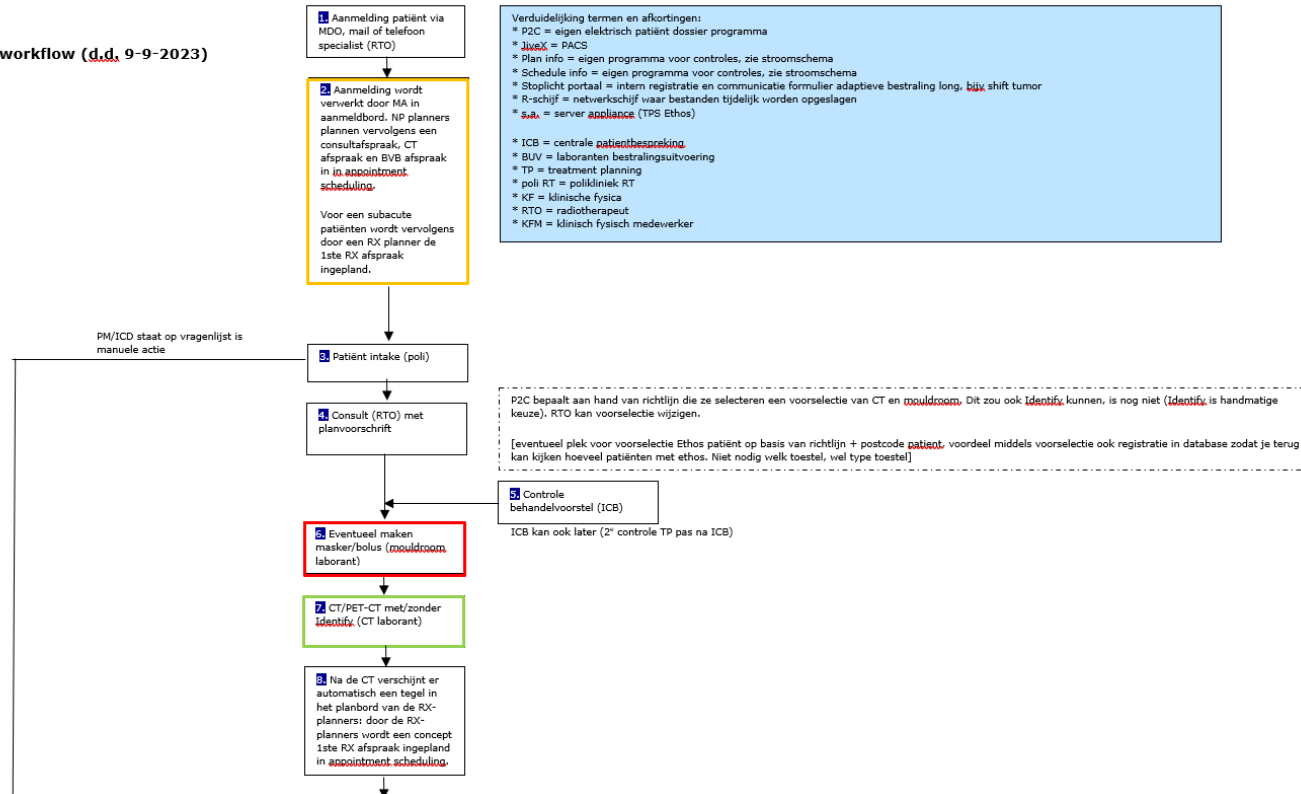 workflow (d.d. 9-9-2023)
1. Aanmelding patiënt via
MDO, mail of telefoon
specialist (RTO)
2. Aanmelding wordt
verwerkt door MA in
aanmeldbord. NP planners
plannen vervolgens een
consultafspraak, CT
afspraak en BVB afspraak
in in appointment
scheduling.
Voor een subacute
patiënten wordt vervolgens
door een RX planner de
1ste RX afspraak
ingepland.
Verduidelijking termen en afkortingen:
* P2C = eigen elektrisch patiënt dossier programma
* JiveX = PACS
* Plan info = eigen programma voor controles, zie stroomschema
* Schedule info = eigen programma voor controles, zie stroomschema
* Stoplicht portaal = intern registratie en communicatie formulier adaptieve bestraling long, bijv shift tumor
* R-schijf = netwerkschijf waar bestanden tijdelijk worden opgeslagen
* s.a. = server appliance (TPS Ethos)
* ICB = centrale patientbespreking
* BUV = laboranten bestralingsuitvoering
* TP = treatment planning
* poli RT = polikliniek RT
* KF = klinische fysica
* RTO = radiotherapeut
* KFM = klinisch fysisch medewerker
PM/ICD staat op vragenlijst is
manuele actie
3. Patiënt intake (poli)
4. Consult (RTO) met
planvoorschrift
P2C bepaalt aan hand van richtlijn die ze selecteren een voorselectie van CT en mouldroom. Dit zou ook Identify kunnen, is nog niet (Identify is handmatige
keuze). RTO kan voorselectie wijzigen.
[eventueel plek voor voorselectie Ethos patiënt op basis van richtlijn + postcode patient, voordeel middels voorselectie ook registratie in database zodat je terug
kan kijken hoeveel patiënten met ethos. Niet nodig welk toestel, wel type toestel]
5. Controle
behandelvoorstel (ICB)
ICB kan ook later (2e controle TP pas na ICB)
6. Eventueel maken
masker/bolus (mouldroom
laborant)
7. CT/PET-CT met/zonder
Identify (CT laborant)
8. Na de CT verschijnt er
automatisch een tegel in
het planbord van de RX-
planners: door de RX-
planners wordt een concept
1ste RX afspraak ingepland
in appointment scheduling.